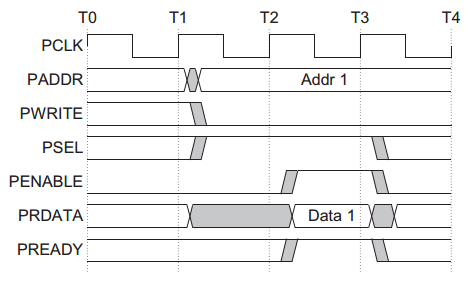 T0 T1 T2 T3 T4
PCLK
PADDR Addr 1
PWRITE
PSEL
PENABLE
PRDATA Data 1
PREADY